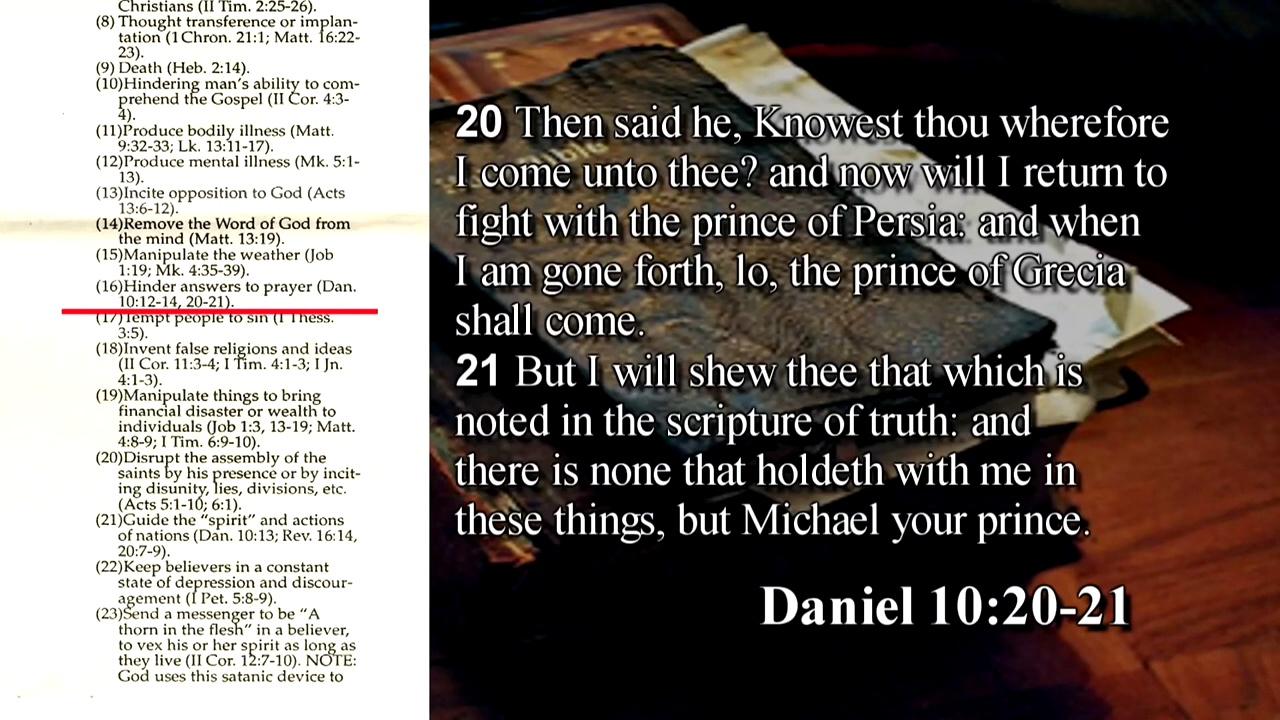 Christians (II Tim. 2:25-26).
(8) Thought transference or implan-
tation (1 Chron. 21:1; Matt. 16:22-
23).
(9) Death (Heb. 2:14).
(10)Hindering man's ability to com-
prehend the Gospel (II Cor. 4:3-
4).
(11)Produce bodily illness (Matt.
9:32-33; Lk. 13:11-17).
(12)Produce mental illness (Mk. 5:1-
13).
(13)Incite opposition to God (Acts
13:6-12).
(14)Remove the Word of God from
the mind (Matt. 13:19).
(15)Manipulate the weather (Job
1:19; Mk. 4:35-39).
(16)Hinder answers to prayer (Dan.
10:12-14, 20-21).
(17)Tempt people to sin (I Thess.
3:5).
(18)Invent false religions and ideas
(II Cor. 11:3-4; I Tim. 4:1-3; I Jn.
4:1-3).
(19)Manipulate things to bring
financial disaster or wealth to
individuals (Job 1:3, 13-19; Matt.
4:8-9; I Tim. 6:9-10).
(20)Disrupt the assembly of the
saints by his presence or by incit-
ing disunity, lies, divisions, etc.
(Acts 5:1-10; 6:1).
(21)Guide the "spirit" and actions
of nations (Dan. 10:13; Rev. 16:14,
20:7-9).
(22)Keep believers in a constant
state of depression and discour-
agement (I Pet. 5:8-9).
(23)Send a messenger to be "A
thorn in the flesh" in a believer,
to vex his or her spirit as long as
they live (II Cor. 12:7-10). NOTE:
God uses this satanic device to
20 Then said he, Knowest thou wherefore
I come unto thee? and now will I return to
fight with the prince of Persia: and when
I am gone forth, lo, the prince of Grecia
shall come.
21 But I will shew thee that which is
noted in the scripture of truth: and
there is none that holdeth with me in
these things, but Michael your prince.
Daniel 10:20-21